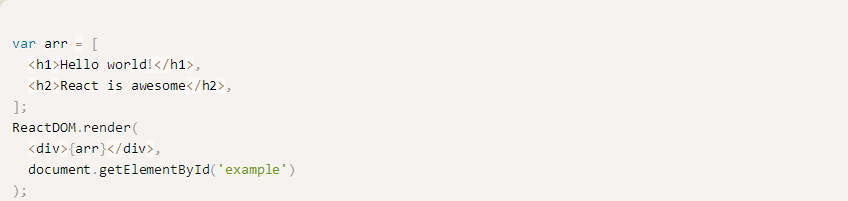 var arr = [
  <h1>Hello world!</h1>,
  <h2>React is awesome</h2>,
];
ReactDOM.render(
  <div>{arr}</div>,
  document.getElementById('example')
);